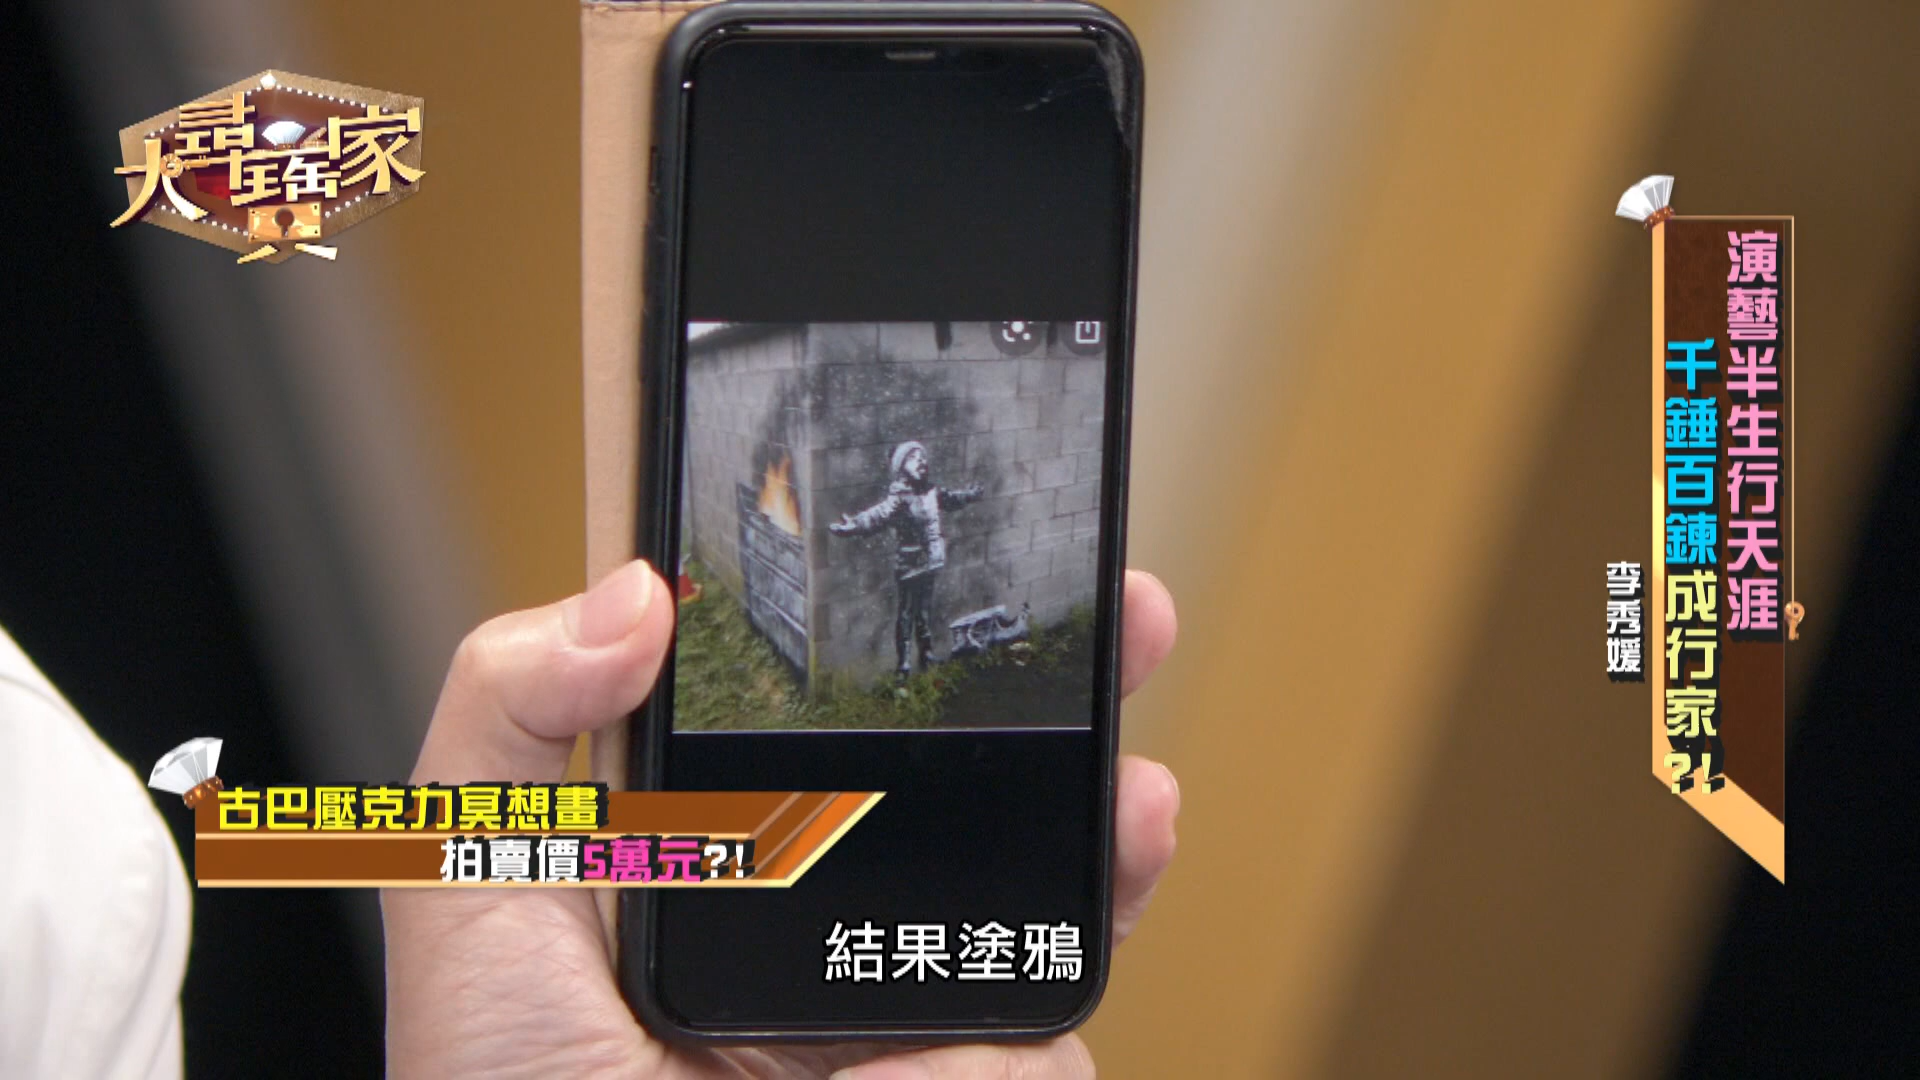 大尋寶家
演藝半生行天涯
千錘百鍊成行家?!
李秀媛
古巴壓克力冥想畫
拍賣價5萬元?!
結果塗鴉